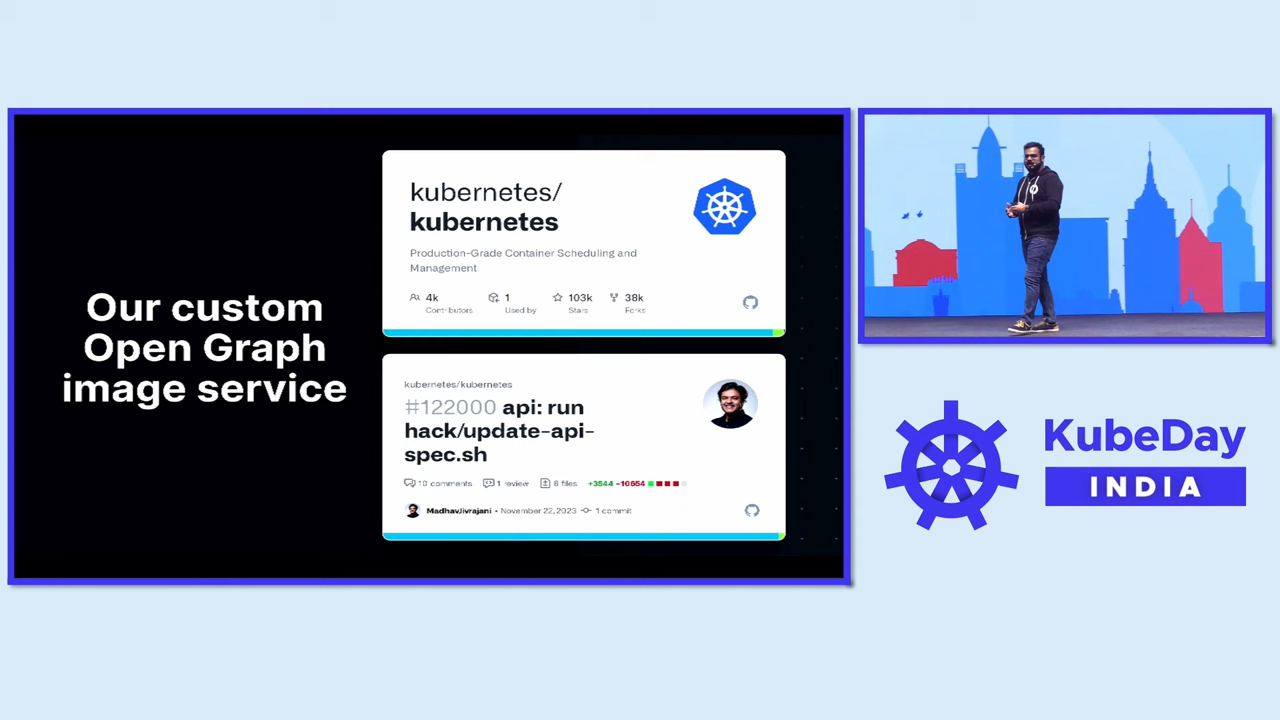 Our custom
Open Graph
image service
kubernetes/
kubernetes
Production-Grade Container Scheduling and
Management
4k
Contributors
1
Used by
103k
Stars
38k
Forks
kubernetes/kubernetes
#122000 api: run
hack/update-api-
spec.sh
10 comments 1 review 8 files +3544 -10654
MadhavJivrajani • November 22, 2023 1 commit
KubeDay
INDIA